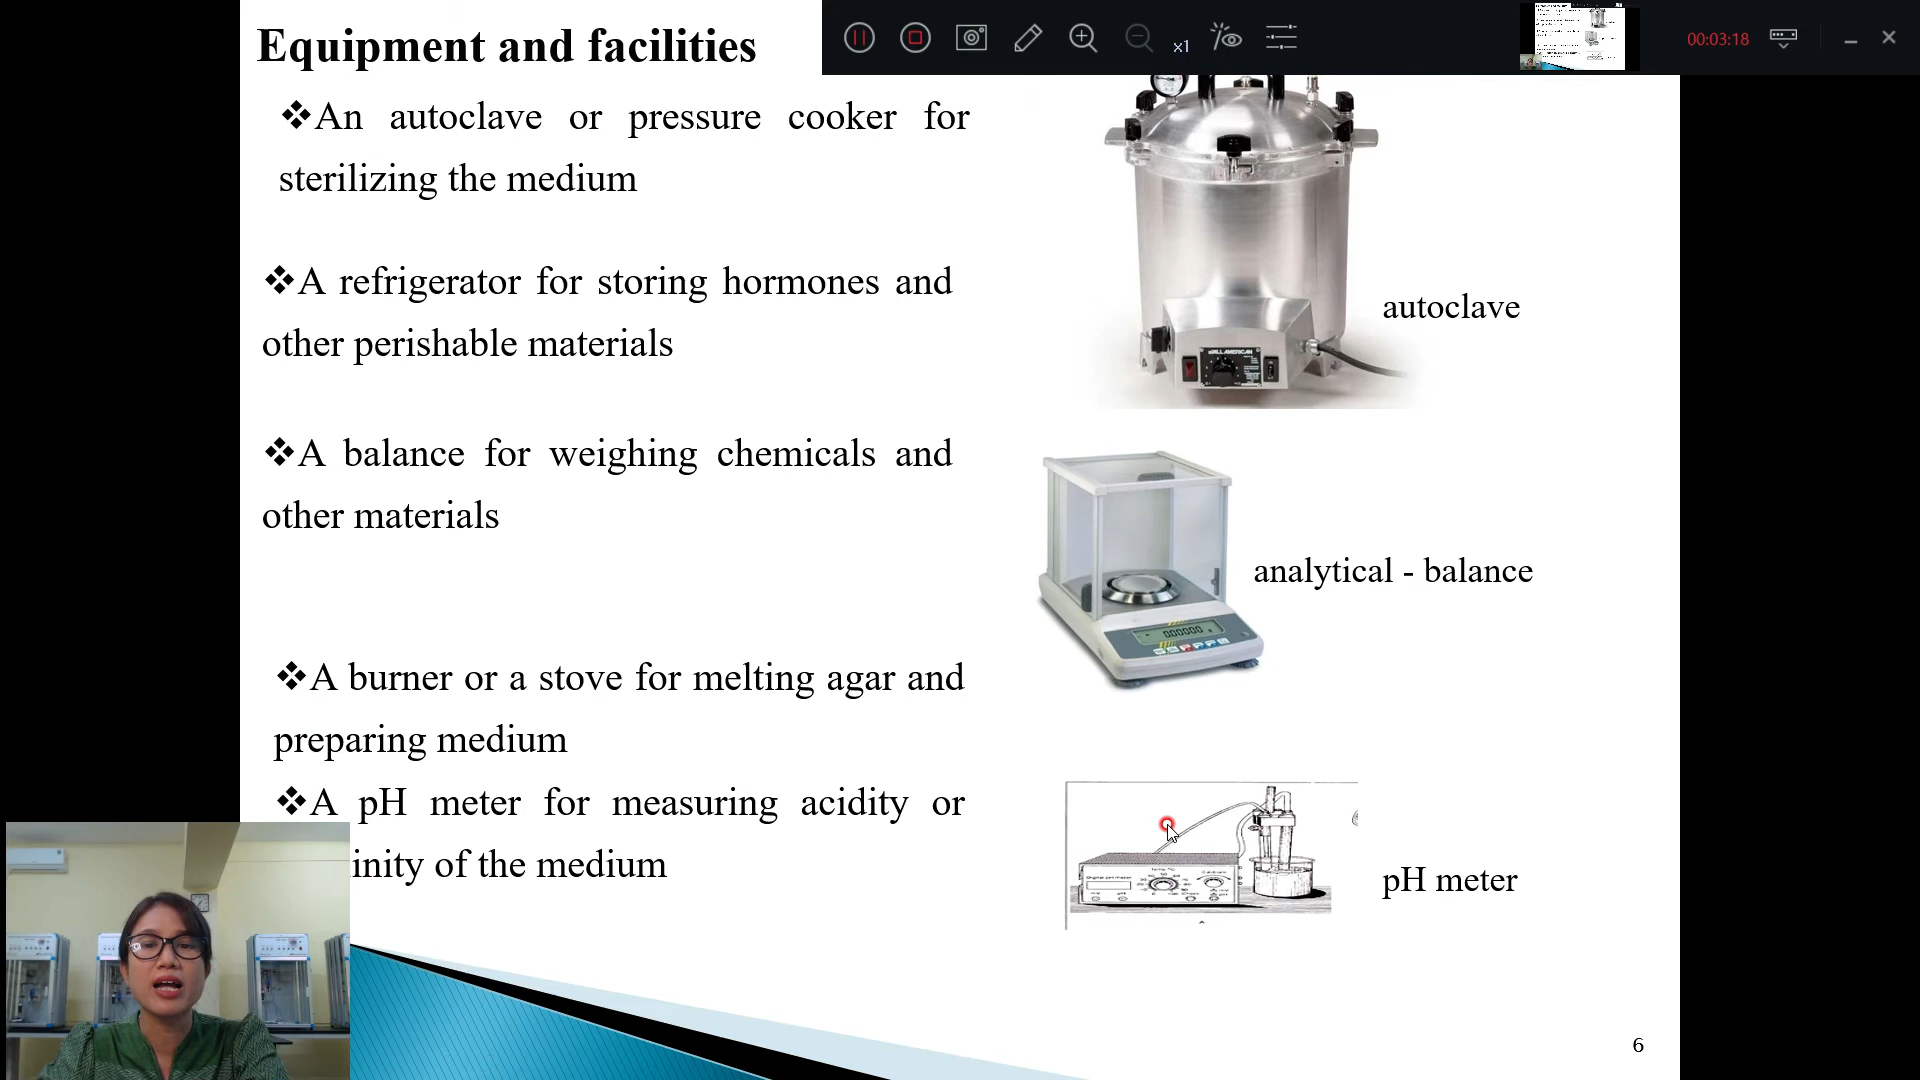 Equipment and facilities
x1
00:03:18
❖An autoclave or pressure cooker for
sterilizing the medium
❖A refrigerator for storing hormones and
other perishable materials
autoclave
❖A balance for weighing chemicals and
other materials
analytical - balance
❖A burner or a stove for melting agar and
preparing medium
❖A pH meter for measuring acidity or
inity of the medium
pH meter
6